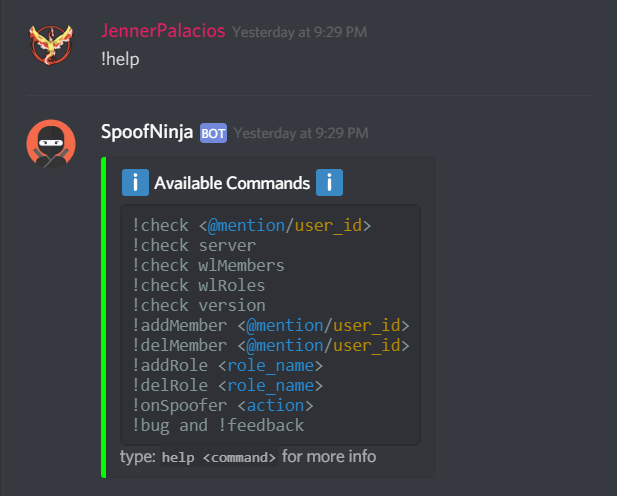 JennerPalacios Yesterday at 9:29 PM
!help
SpoofNinja BOT Yesterday at 9:29 PM
i Available Commands i
!check <@mention/user_id>
!check server
!check wlMembers
!check wlRoles
!check version
!addMember <@mention/user_id>
!delMember <@mention/user_id>
!addRole <role_name>
!delRole <role_name>
!onSpoofer <action>
!bug and !feedback
type: help <command> for more info